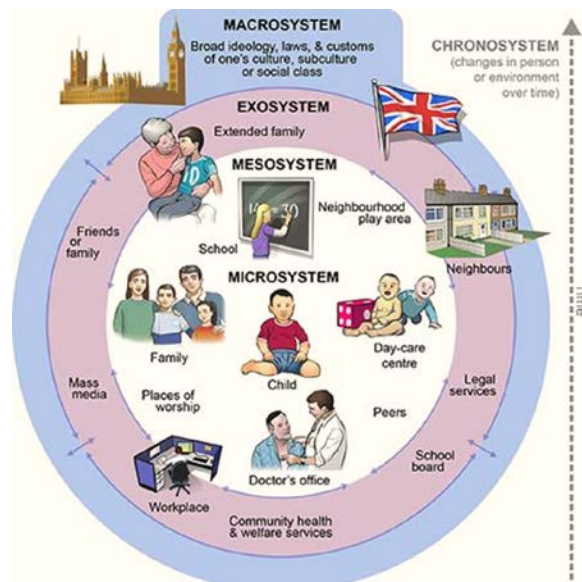 MACROSYSTEM
Broad ideology, laws, & customs
of one's culture, subculture
or social class
CHRONOSYSTEM
(changes in person
or environment
over time)
EXOSYSTEM
Extended family
MESOSYSTEM
Neighbourhood
play area
School
Friends
or
family
Neighbours
MICROSYSTEM
Family
Child
Day-care
centre
Time
Mass
media
Places of
worship
Peers
Legal
services
School
board
Doctor's office
Workplace
Community health
& welfare services